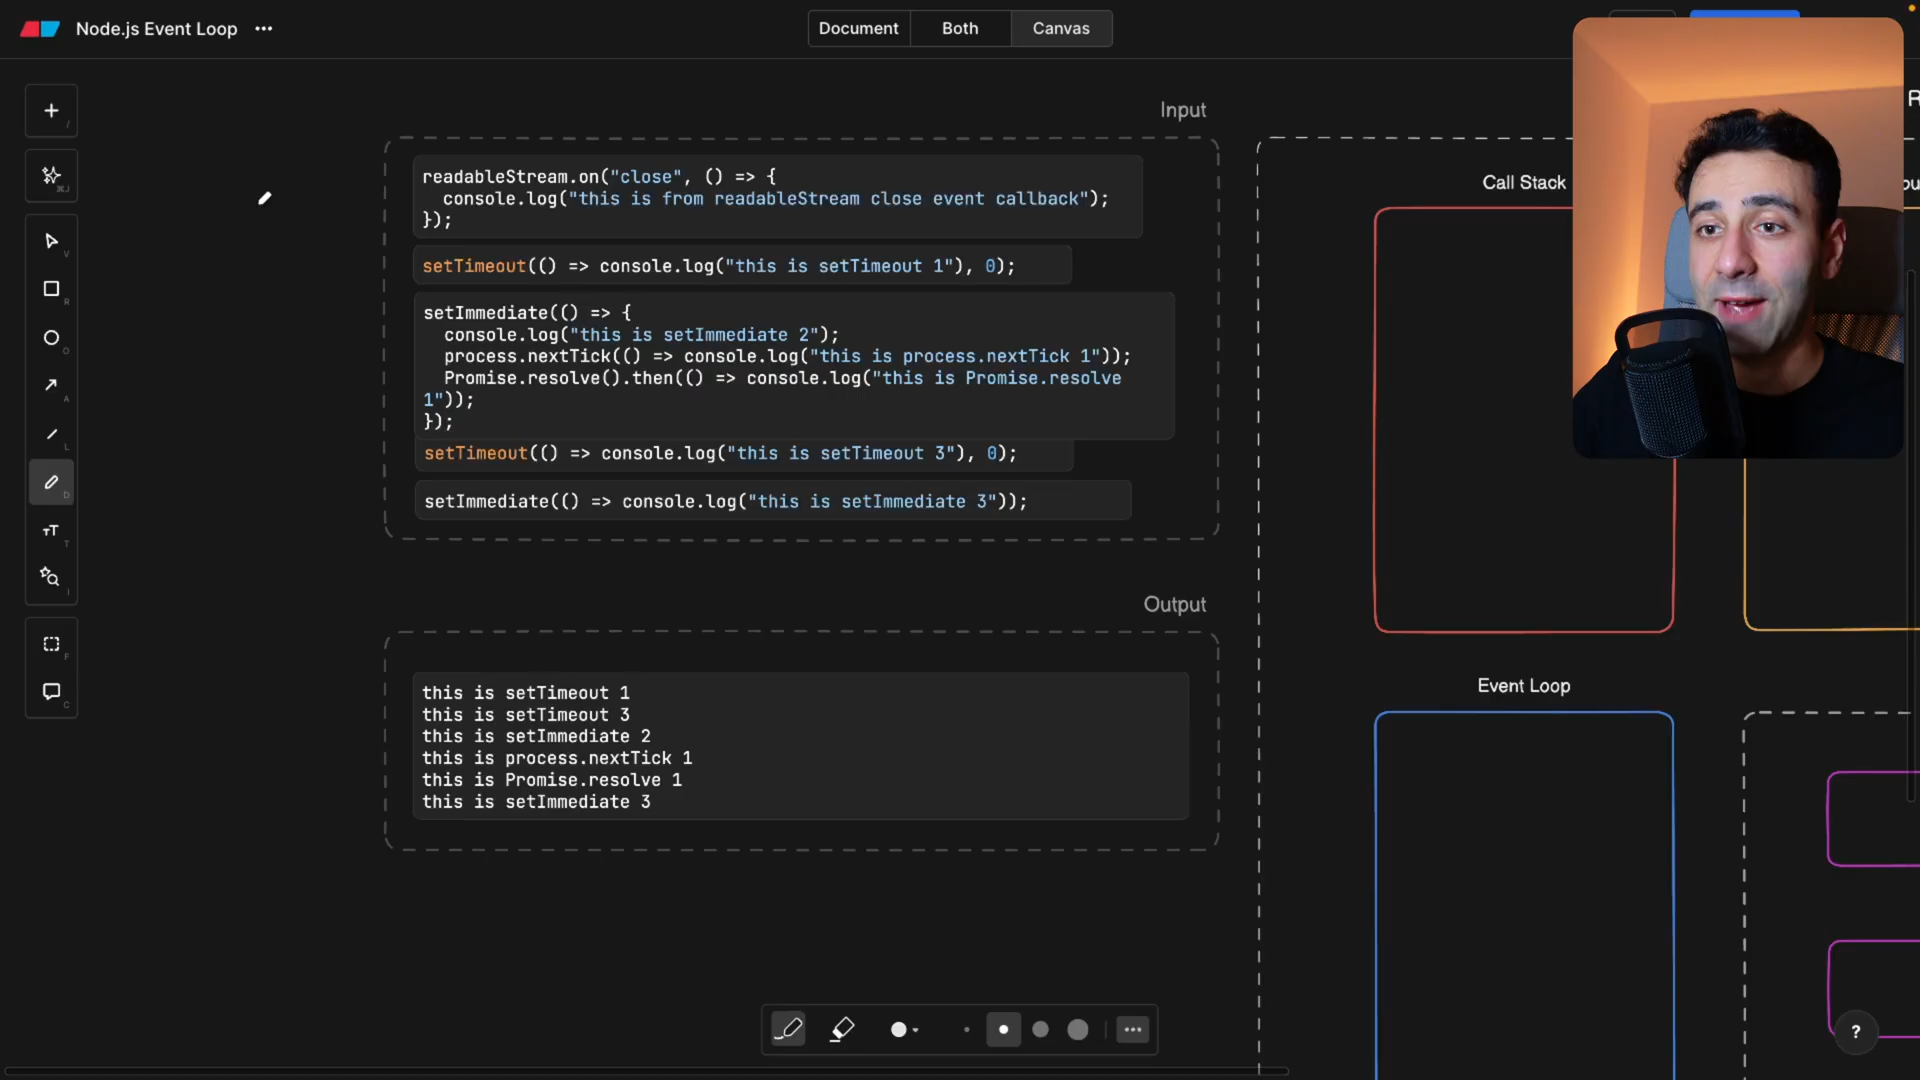 Node.js Event Loop
Document
Both
Canvas
Input
readableStream.on("close", () => {
console.log("this is from readableStream close event callback");
});
setTimeout(() => console.log("this is setTimeout 1"), 0);
setImmediate(() => {
console.log("this is setImmediate 2");
process.nextTick(() => console.log("this is process.nextTick 1"));
Promise.resolve().then(() => console.log("this is Promise.resolve
1"));
});
setTimeout(() => console.log("this is setTimeout 3"), 0);
setImmediate(() => console.log("this is setImmediate 3"));
Output
this is setTimeout 1
this is setTimeout 3
this is setImmediate 2
this is process.nextTick 1
this is Promise.resolve 1
this is setImmediate 3
Call Stack
Event Loop
R
/
⌘J
V
R
O
A
L
D
TT
T
I
F
C
?